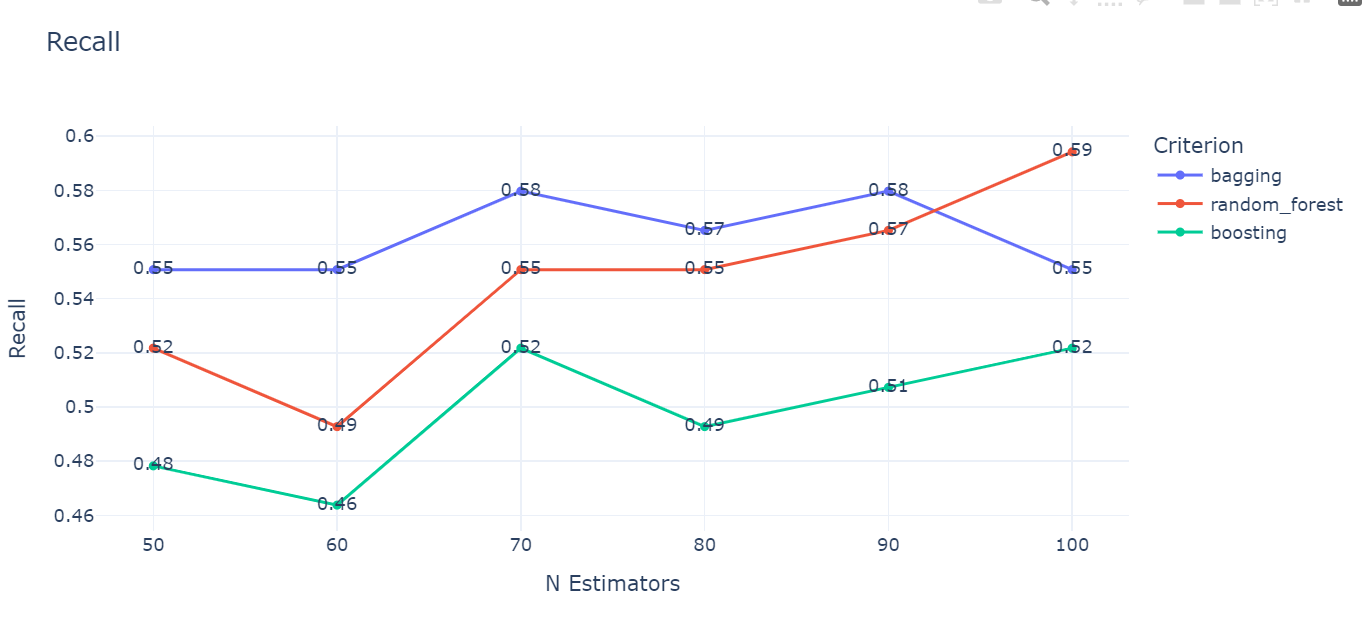 Recall
0.6
0.58
0.56
0.54
0.52
0.5
0.48
0.46
Recall
0.55 0.55 0.58 0.57 0.58 0.55
0.52 0.49 0.55 0.55 0.57 0.59
0.48 0.46 0.52 0.49 0.51 0.52
50 60 70 80 90 100
N Estimators
Criterion
bagging
random_forest
boosting